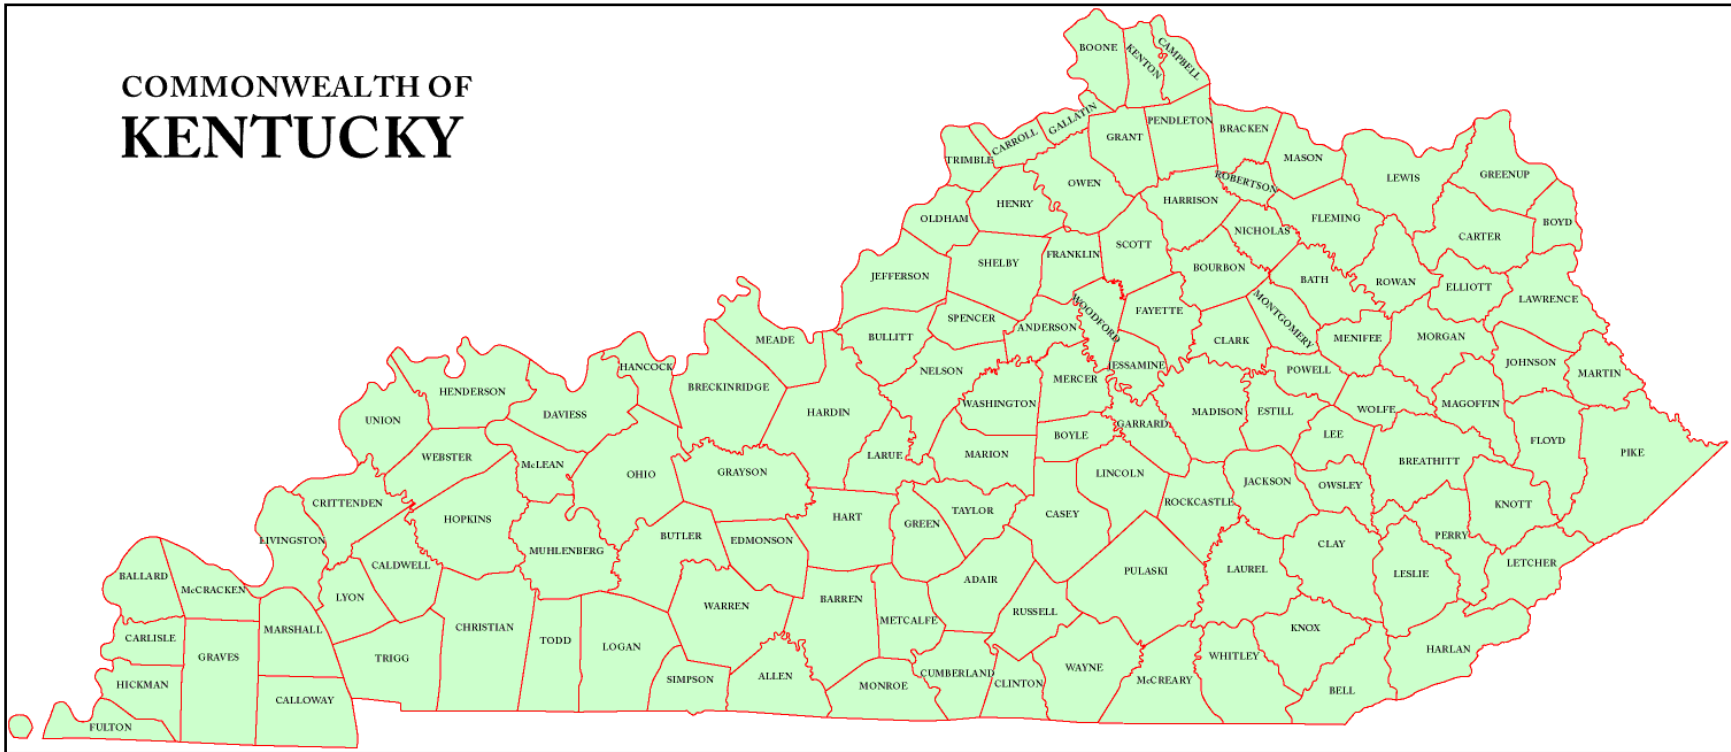 COMMONWEALTH OF
KENTUCKY
BOONE
KENTON
CAMPBELL
GALLATIN
CARROLL
TRIMBLE
GRANT
PENDLETON
BRACKEN
MASON
ROBERTSON
LEWIS
GREENUP
OWEN
HENRY
OLDHAM
HARRISON
FLEMING
NICHOLAS
CARTER
BOYD
SCOTT
FRANKLIN
SHELBY
JEFFERSON
BOURBON
BATH
ROWAN
ELLIOTT
LAWRENCE
WOODFORD
FAYETTE
MONTGOMERY
SPENCER
ANDERSON
BULLITT
MEADE
CLARK
MENIFEE
MORGAN
JOHNSON
MARTIN
HANCOCK
BRECKINRIDGE
NELSON
MERCER
JESSAMINE
POWELL
HENDERSON
DAVIESS
UNION
HARDIN
WASHINGTON
MADISON
ESTILL
WOLFE
MAGOFFIN
BOYLE
GARRARD
LEE
FLOYD
PIKE
WEBSTER
McLEAN
OHIO
GRAYSON
LARUE
MARION
LINCOLN
BREATHITT
CRITTENDEN
JACKSON
OWSLEY
ROCKCASTLE
KNOTT
HOPKINS
HART
GREEN
TAYLOR
CASEY
LIVINGSTON
MUHLENBERG
BUTLER
EDMONSON
PERRY
CLAY
CALDWELL
LETCHER
BALLARD
McCRACKEN
LYON
ADAIR
PULASKI
LAUREL
LESLIE
WARREN
BARREN
METCALFE
RUSSELL
MARSHALL
CARLISLE
CHRISTIAN
TODD
LOGAN
KNOX
HARLAN
GRAVES
TRIGG
WHITLEY
HICKMAN
SIMPSON
ALLEN
MONROE
CUMBERLAND
CLINTON
WAYNE
McCREARY
BELL
CALLOWAY
FULTON